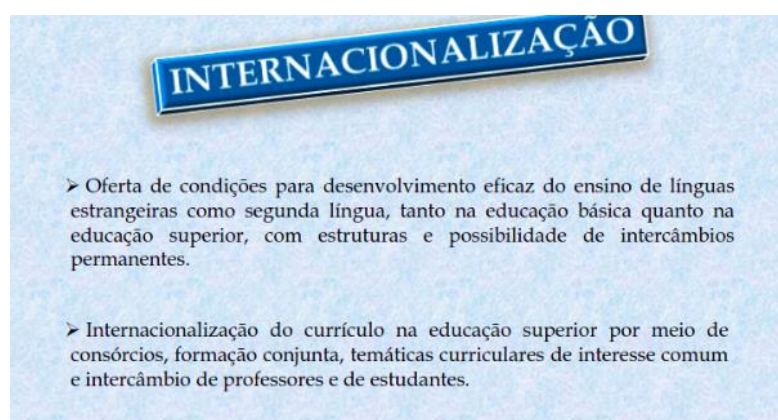 INTERNACIONALIZAÇÃO
➢ Oferta de condições para desenvolvimento eficaz do ensino de línguas
estrangeiras como segunda língua, tanto na educação básica quanto na
educação superior, com estruturas e possibilidade de intercâmbios
permanentes.
➢ Internacionalização do currículo na educação superior por meio de
consórcios, formação conjunta, temáticas curriculares de interesse comum
e intercâmbio de professores e de estudantes.